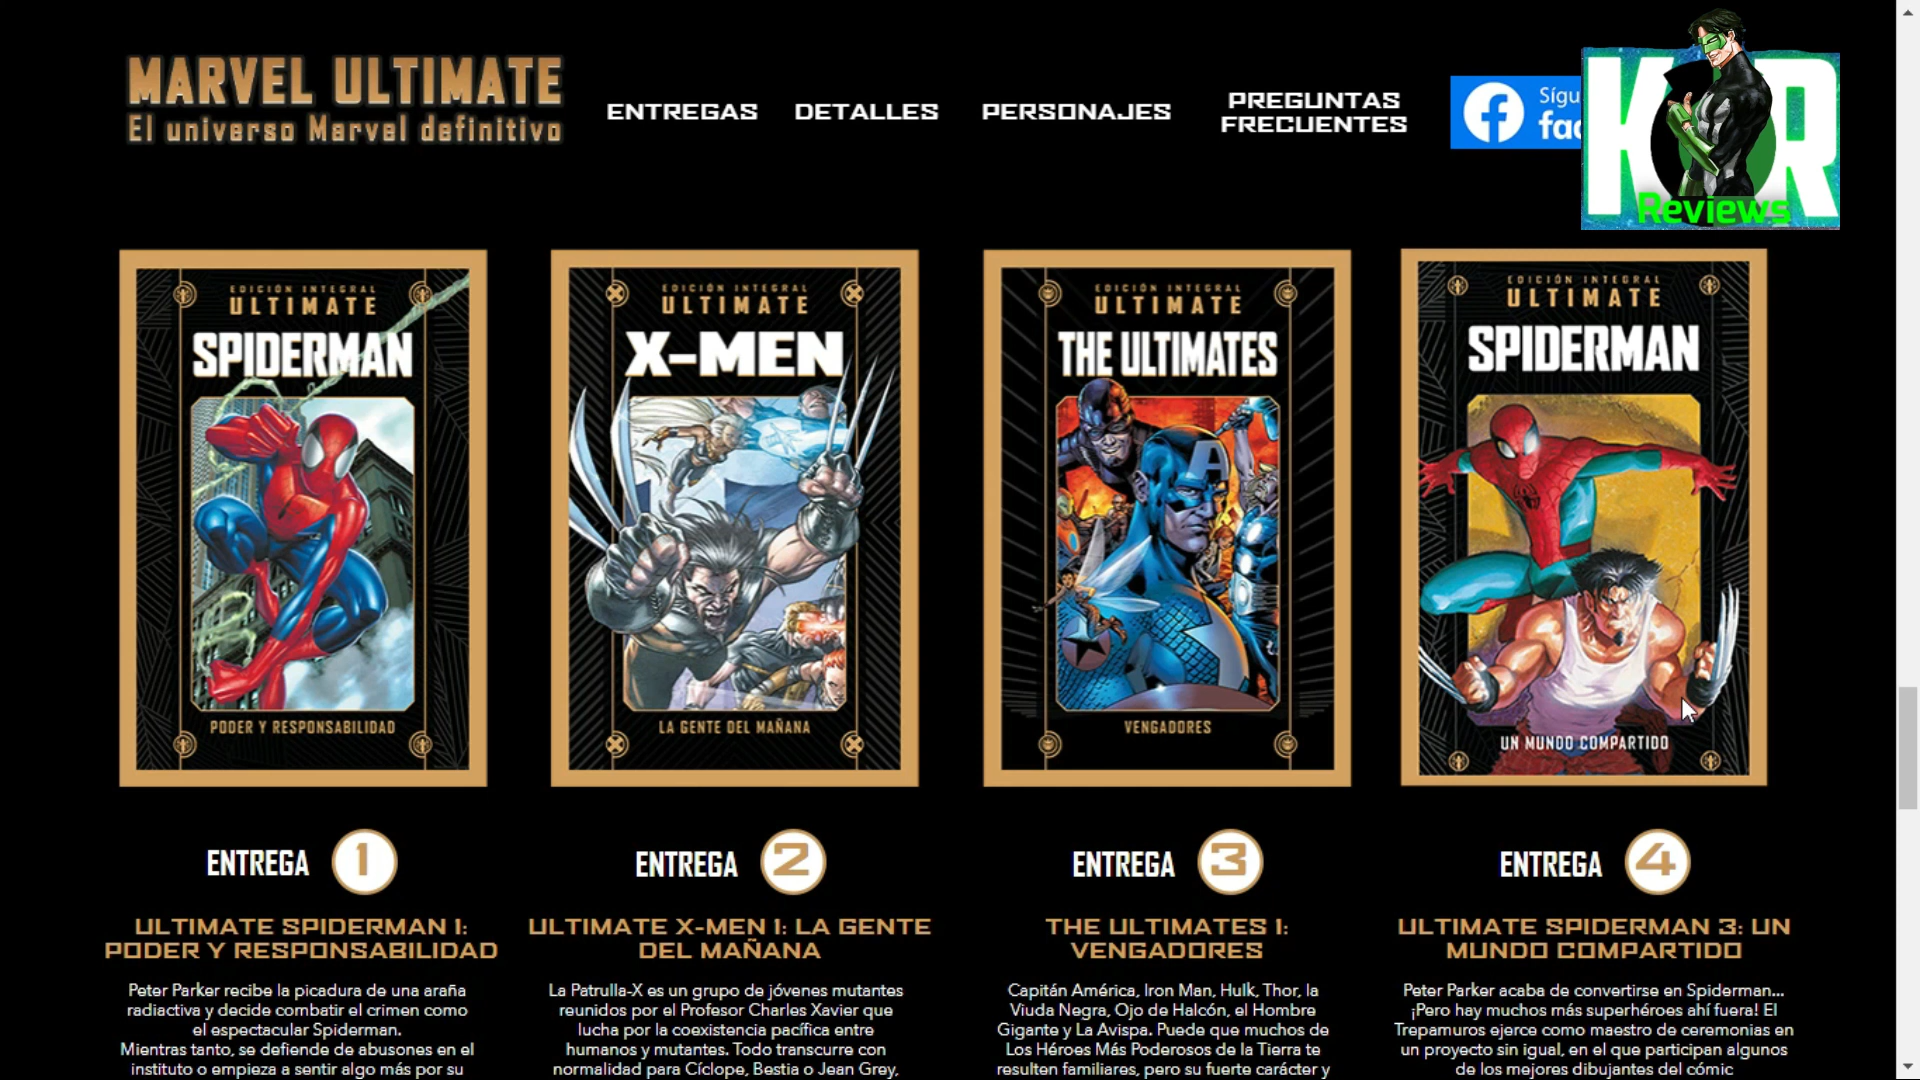 MARVEL ULTIMATE
El universo Marvel definitivo
ENTREGAS
DETALLES
PERSONAJES
PREGUNTAS
FRECUENTES
Sígu
fac
K R
Reviews
EDICIÓN INTEGRAL
ULTIMATE
SPIDERMAN
PODER Y RESPONSABILIDAD
EDICIÓN INTEGRAL
ULTIMATE
X-MEN
LA GENTE DEL MAÑANA
EDICIÓN INTEGRAL
ULTIMATE
THE ULTIMATES
A
VENGADORES
EDICIÓN INTEGRAL
ULTIMATE
SPIDERMAN
UN MUNDO COMPARTIDO
ENTREGA 1
ULTIMATE SPIDERMAN 1:
PODER Y RESPONSABILIDAD
Peter Parker recibe la picadura de una araña
radiactiva y decide combatir el crimen como
el espectacular Spiderman.
Mientras tanto, se defiende de abusones en el
instituto o empieza a sentir algo más por su
ENTREGA 2
ULTIMATE X-MEN 1: LA GENTE
DEL MAÑANA
La Patrulla-X es un grupo de jóvenes mutantes
reunidos por el Profesor Charles Xavier que
lucha por la coexistencia pacífica entre
humanos y mutantes. Todo transcurre con
normalidad para Cíclope, Bestia o Jean Grey,
ENTREGA 3
THE ULTIMATES 1:
VENGADORES
Capitán América, Iron Man, Hulk, Thor, la
Viuda Negra, Ojo de Halcón, el Hombre
Gigante y La Avispa. Puede que muchos de
Los Héroes Más Poderosos de la Tierra te
resulten familiares, pero su fuerte carácter y
ENTREGA 4
ULTIMATE SPIDERMAN 3: UN
MUNDO COMPARTIDO
Peter Parker acaba de convertirse en Spiderman...
¡Pero hay muchos más superhéroes ahí fuera! El
Trepamuros ejerce como maestro de ceremonias en
un proyecto sin igual, en el que participan algunos
de los mejores dibujantes del cómic